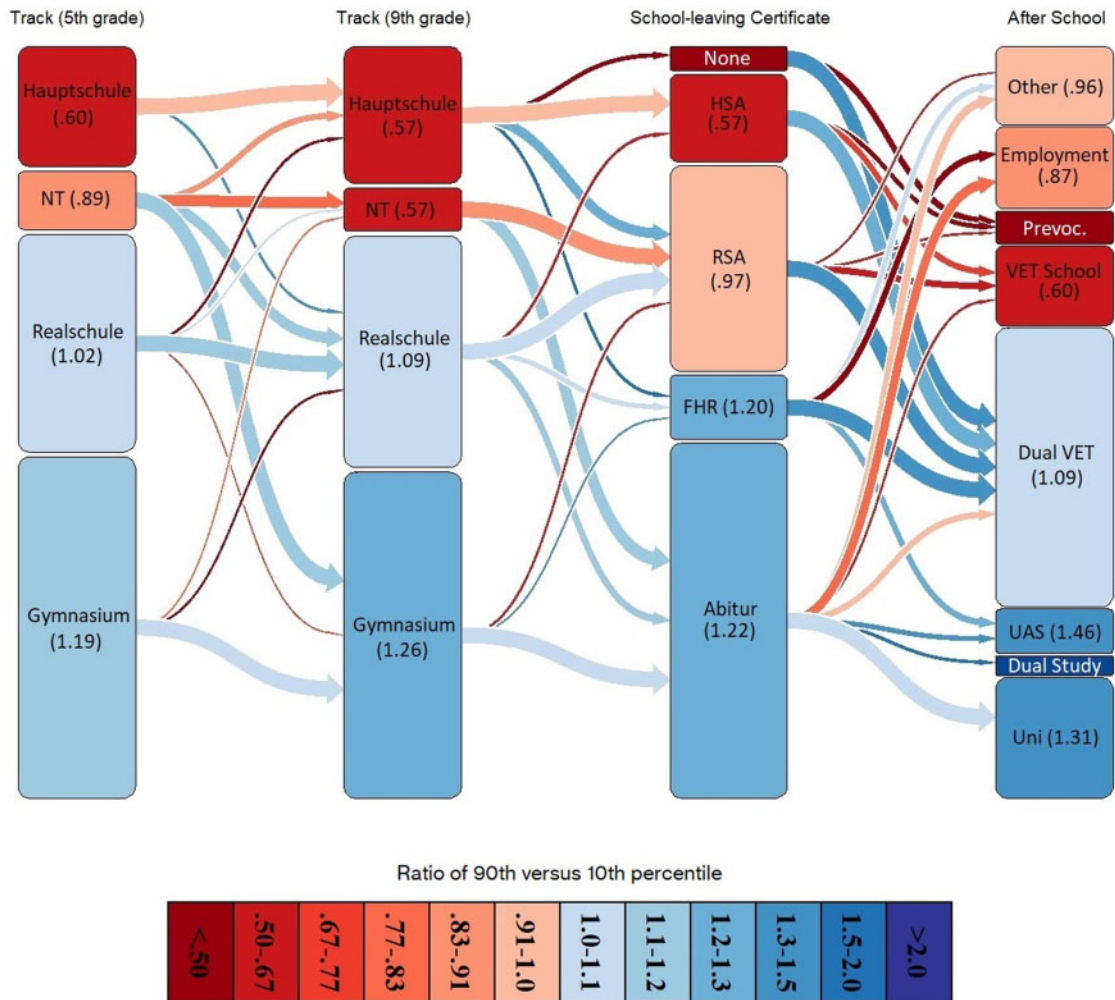 Track (5th grade)
Track (9th grade)
School-leaving Certificate
After School
Hauptschule
(.60)
NT (.89)
Realschule
(1.02)
Gymnasium
(1.19)
Hauptschule
(.57)
NT (.57)
Realschule
(1.09)
Gymnasium
(1.26)
None
HSA
(.57)
RSA
(.97)
FHR (1.20)
Abitur
(1.22)
Other (.96)
Employment
(.87)
Prevoc.
VET School
(.60)
Dual VET
(1.09)
UAS (1.46)
Dual Study
Uni (1.31)
Ratio of 90th versus 10th percentile
<.50
.50-.67
.67-.77
.77-.83
.83-.91
.91-1.0
1.0-1.1
1.1-1.2
1.2-1.3
1.3-1.5
1.5-2.0
>2.0